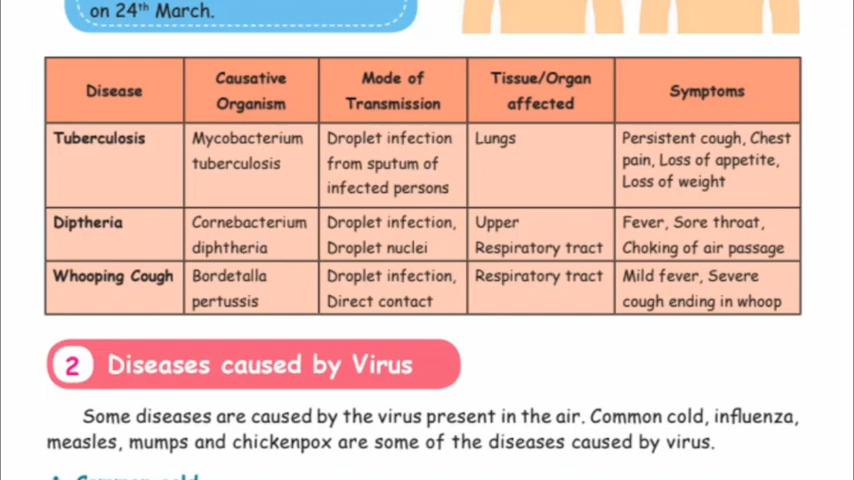 on 24th March.
Disease
Causative
Organism
Mode of
Transmission
Tissue/Organ
affected
Symptoms
Tuberculosis
Mycobacterium
tuberculosis
Droplet infection
from sputum of
infected persons
Lungs
Persistent cough, Chest
pain, Loss of appetite,
Loss of weight
Diptheria
Cornebacterium
diphtheria
Droplet infection,
Droplet nuclei
Upper
Respiratory tract
Fever, Sore throat,
Choking of air passage
Whooping Cough
Bordetalla
pertussis
Droplet infection,
Direct contact
Respiratory tract
Mild fever, Severe
cough ending in whoop
2 Diseases caused by Virus
Some diseases are caused by the virus present in the air. Common cold, influenza,
measles, mumps and chickenpox are some of the diseases caused by virus.